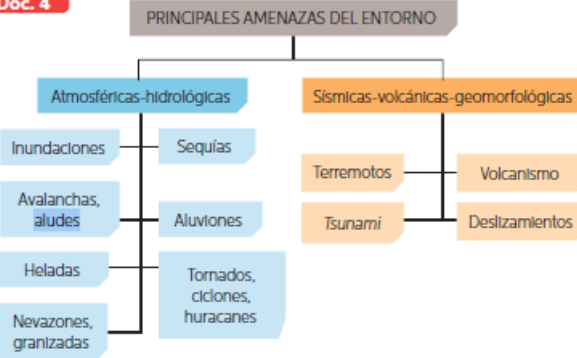 Doc. 4
PRINCIPALES AMENAZAS DEL ENTORNO
Atmosféricas-hidrológicas
Sísmicas-volcánicas-geomorfológicas
Inundaciones
Sequías
Avalanchas,
aludes
Aluviones
Heladas
Tornados,
ciclones,
huracanes
Nevazones,
granizadas
Terremotos
Volcanismo
Tsunami
Deslizamientos